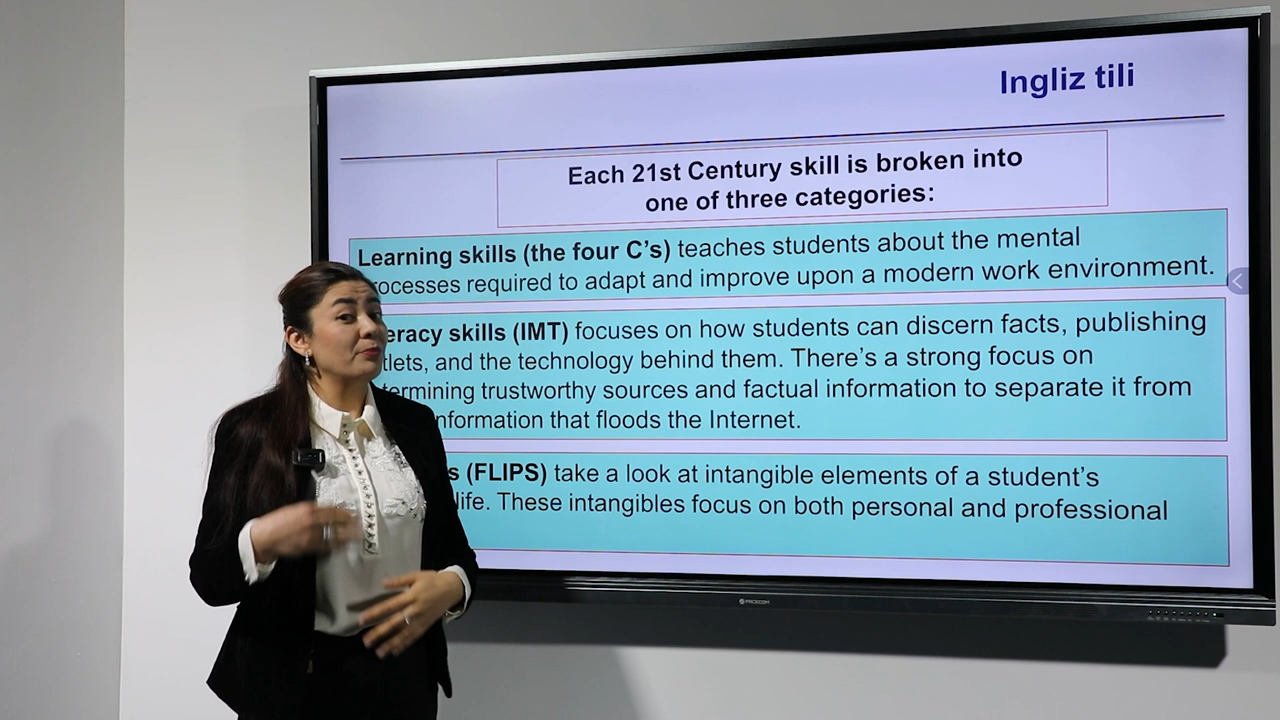 Ingliz tili
Each 21st Century skill is broken into
one of three categories:
Learning skills (the four C's) teaches students about the mental
rocesses required to adapt and improve upon a modern work environment.
eracy skills (IMT) focuses on how students can discern facts, publishing
tlets, and the technology behind them. There's a strong focus on
ermining trustworthy sources and factual information to separate it from
nformation that floods the Internet.
s (FLIPS) take a look at intangible elements of a student's
life. These intangibles focus on both personal and professional